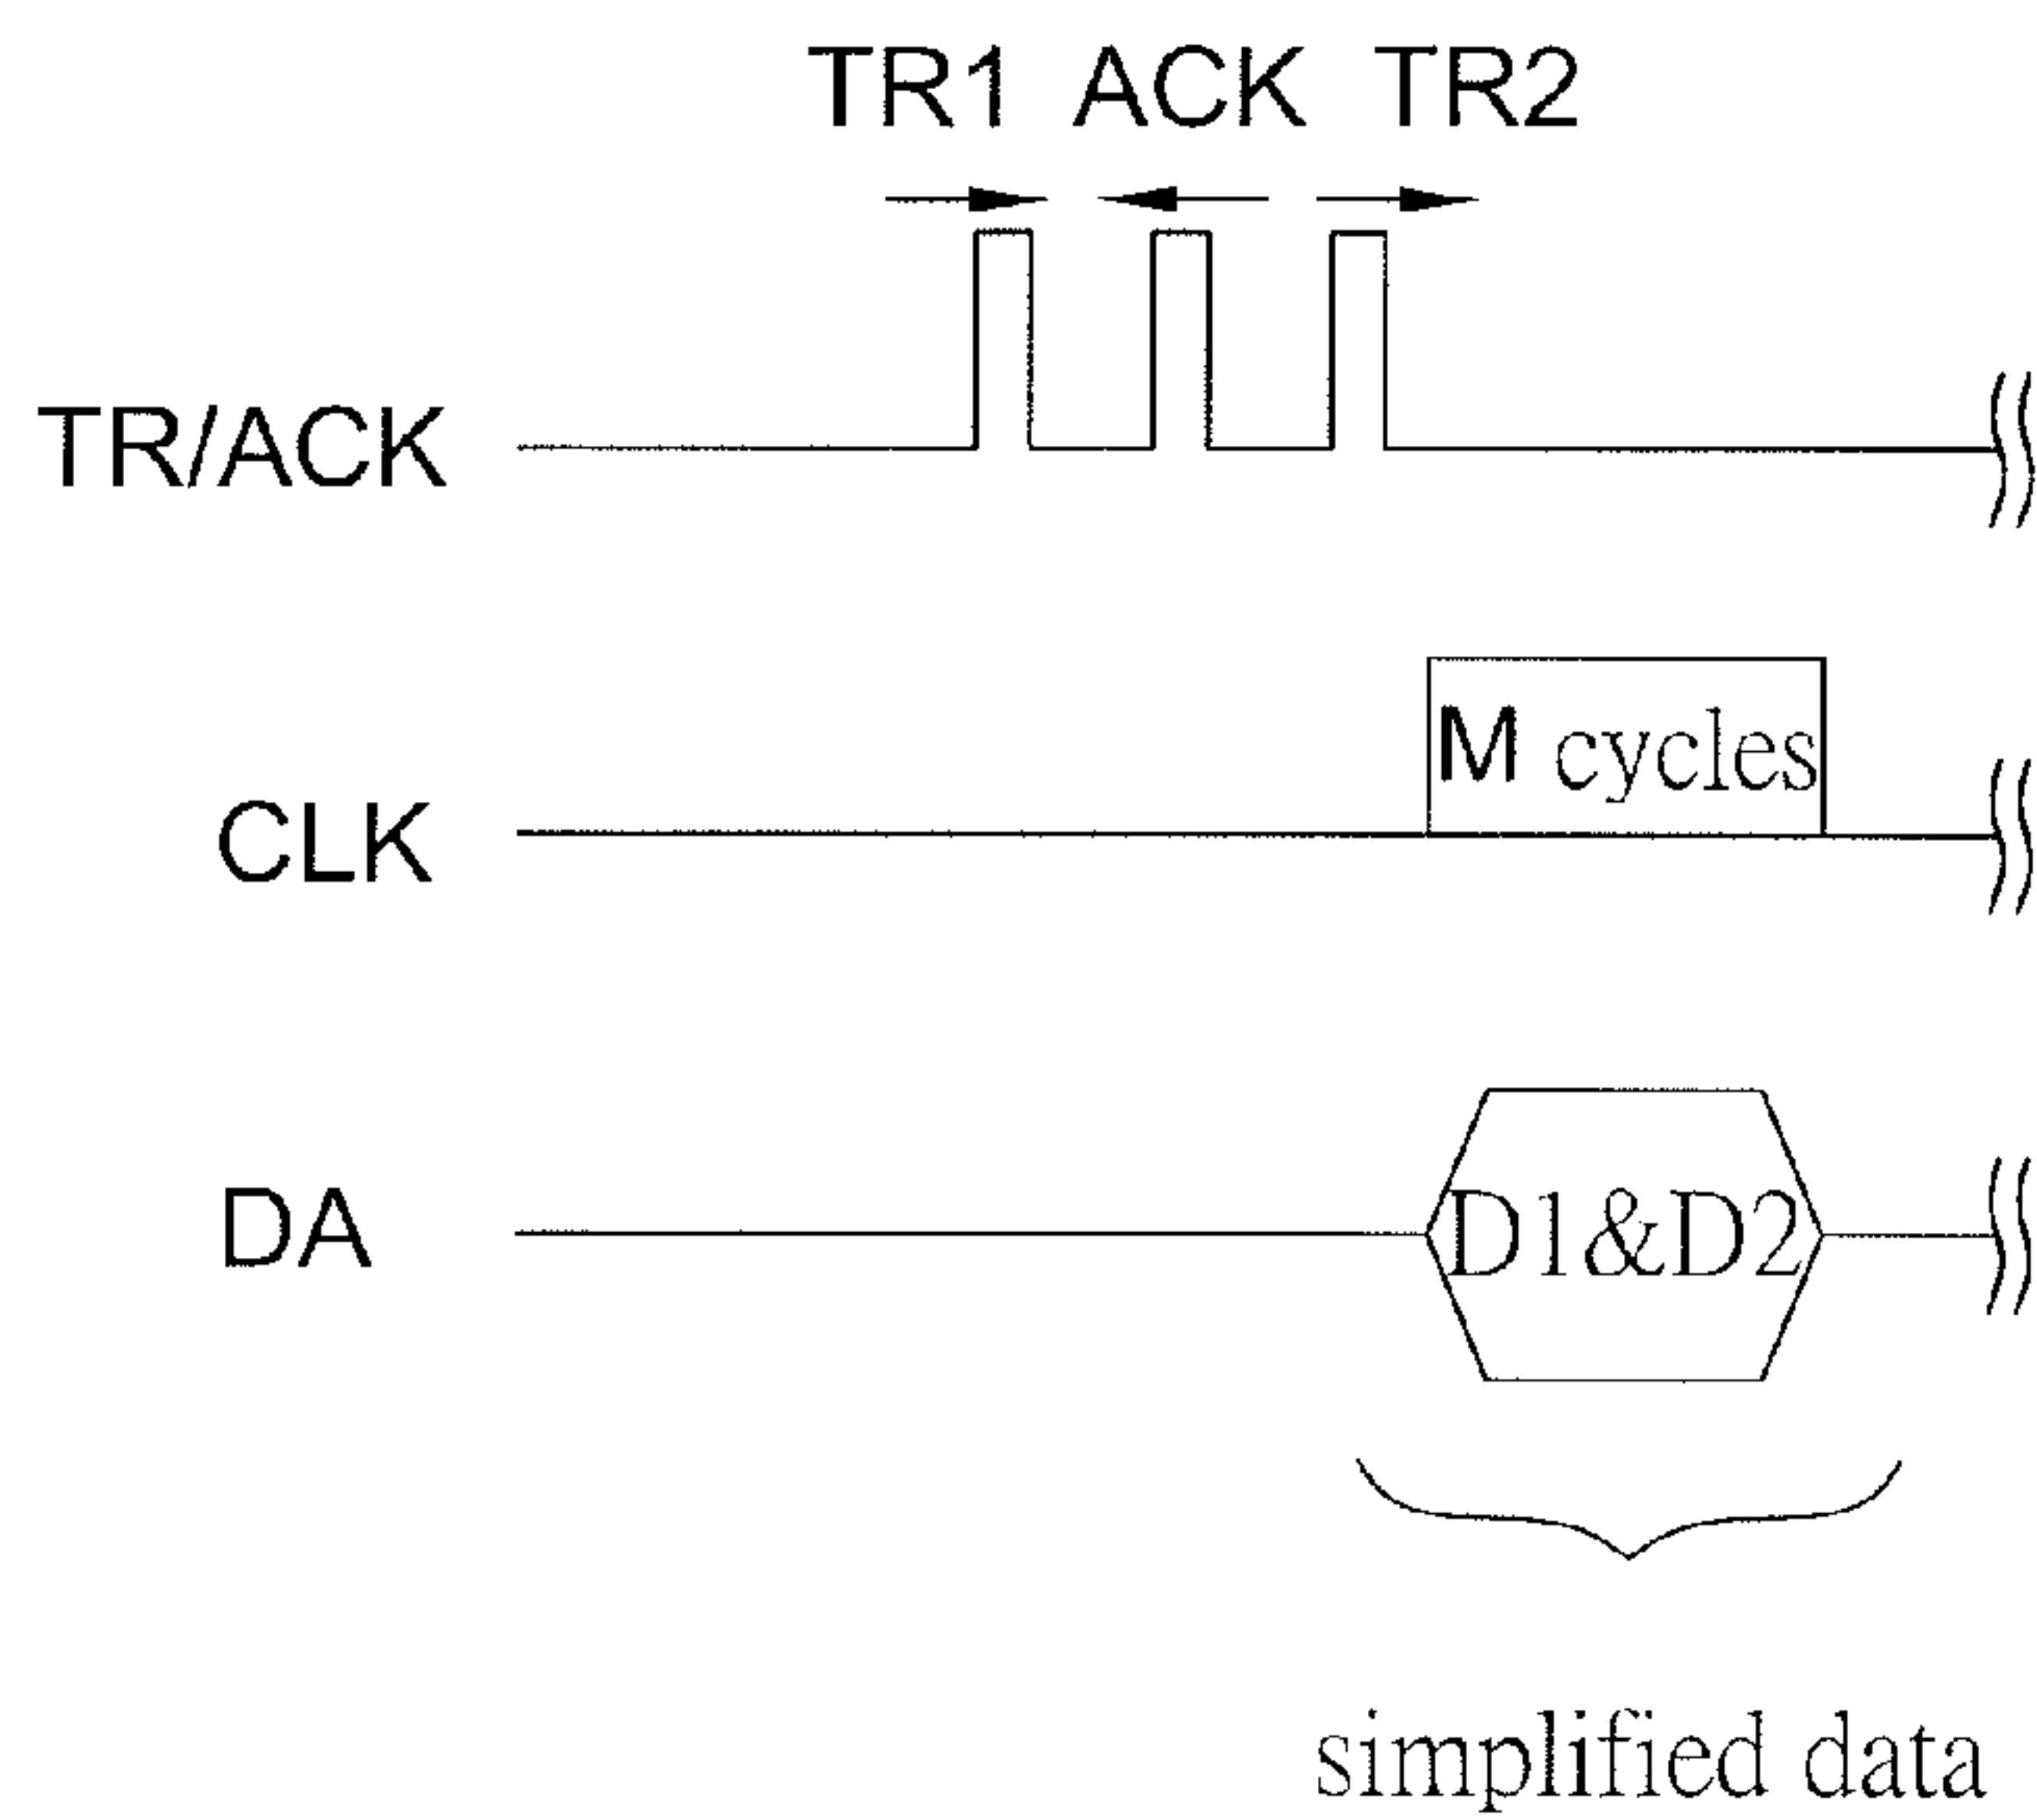 TR1 ACK TR2
TR/ACK
M cycles
CLK
DA
D1&D2
simplified data